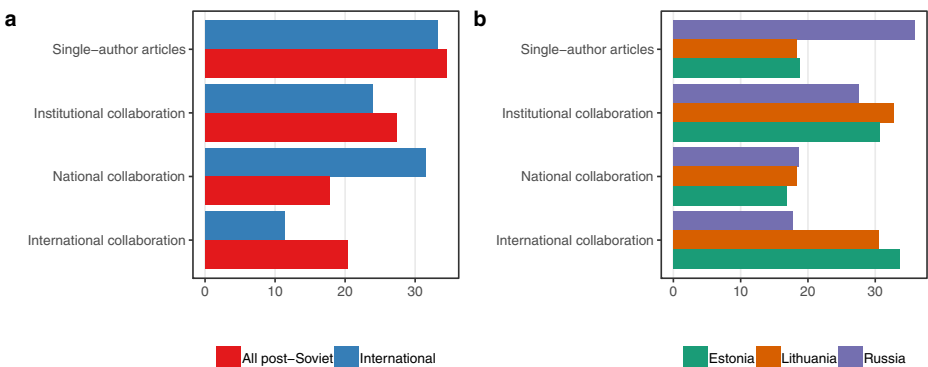 a
Single−author articles
Institutional collaboration
National collaboration
International collaboration
0 10 20 30
All post−Soviet International
b
Single−author articles
Institutional collaboration
National collaboration
International collaboration
0 10 20 30
Estonia Lithuania Russia